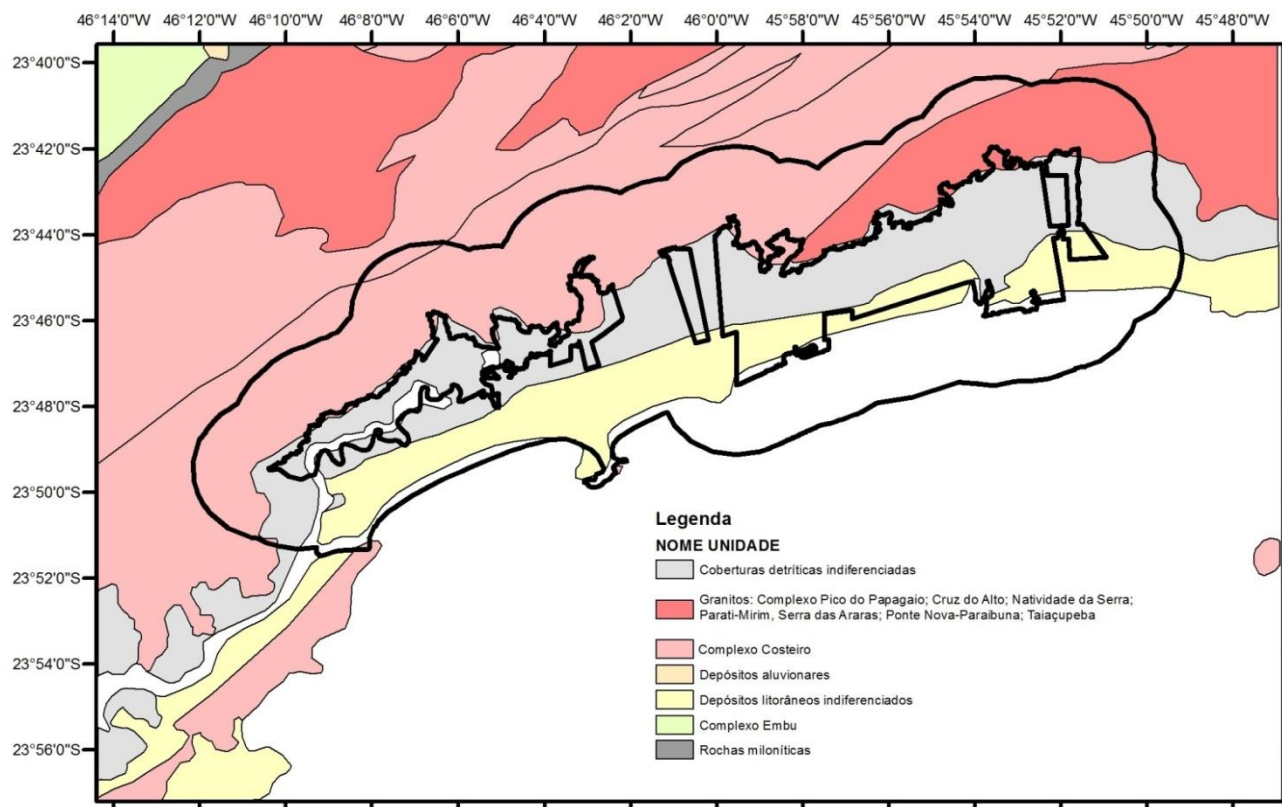 46°14'0"W 46°12'0"W 46°10'0"W 46°8'0"W 46°6'0"W 46°4'0"W 46°2'0"W 46°0'0"W 45°58'0"W 45°56'0"W 45°54'0"W 45°52'0"W 45°50'0"W 45°48'0"W
23°40'0"S
23°42'0"S
23°44'0"S
23°46'0"S
23°48'0"S
23°50'0"S
23°52'0"S
23°54'0"S
23°56'0"S
Legenda
NOME UNIDADE
Coberturas detríticas indiferenciadas
Granitos: Complexo Pico do Papagaio; Cruz do Alto; Natividade da Serra;
Parati-Mirim, Serra das Araras; Ponte Nova-Paraibuna; Taiaçupeba
Complexo Costeiro
Depósitos aluvionares
Depósitos litorâneos indiferenciados
Complexo Embu
Rochas miloníticas